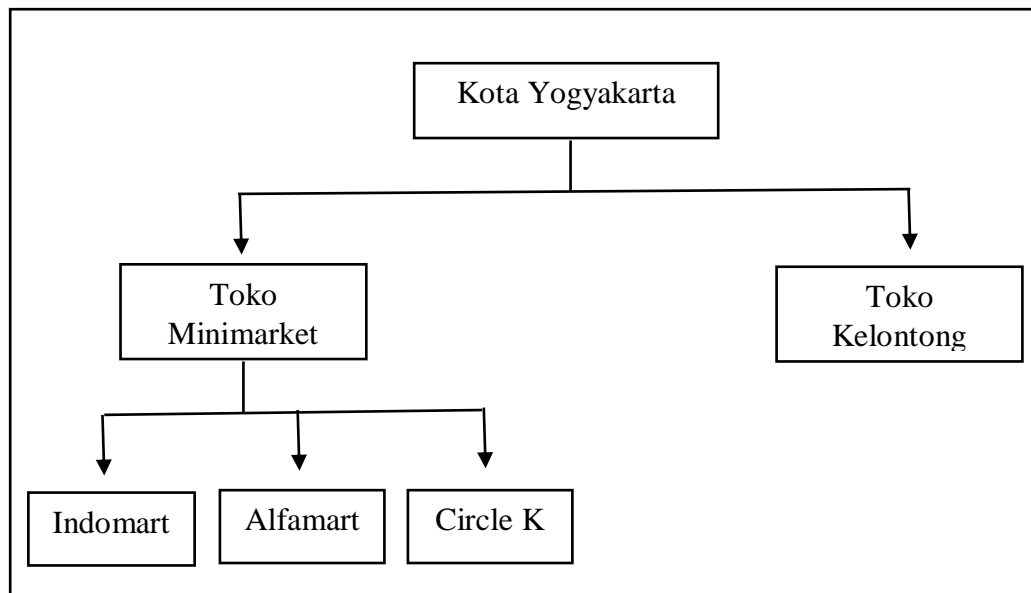 Kota Yogyakarta
Toko
Minimarket
Toko
Kelontong
Indomart
Alfamart
Circle K